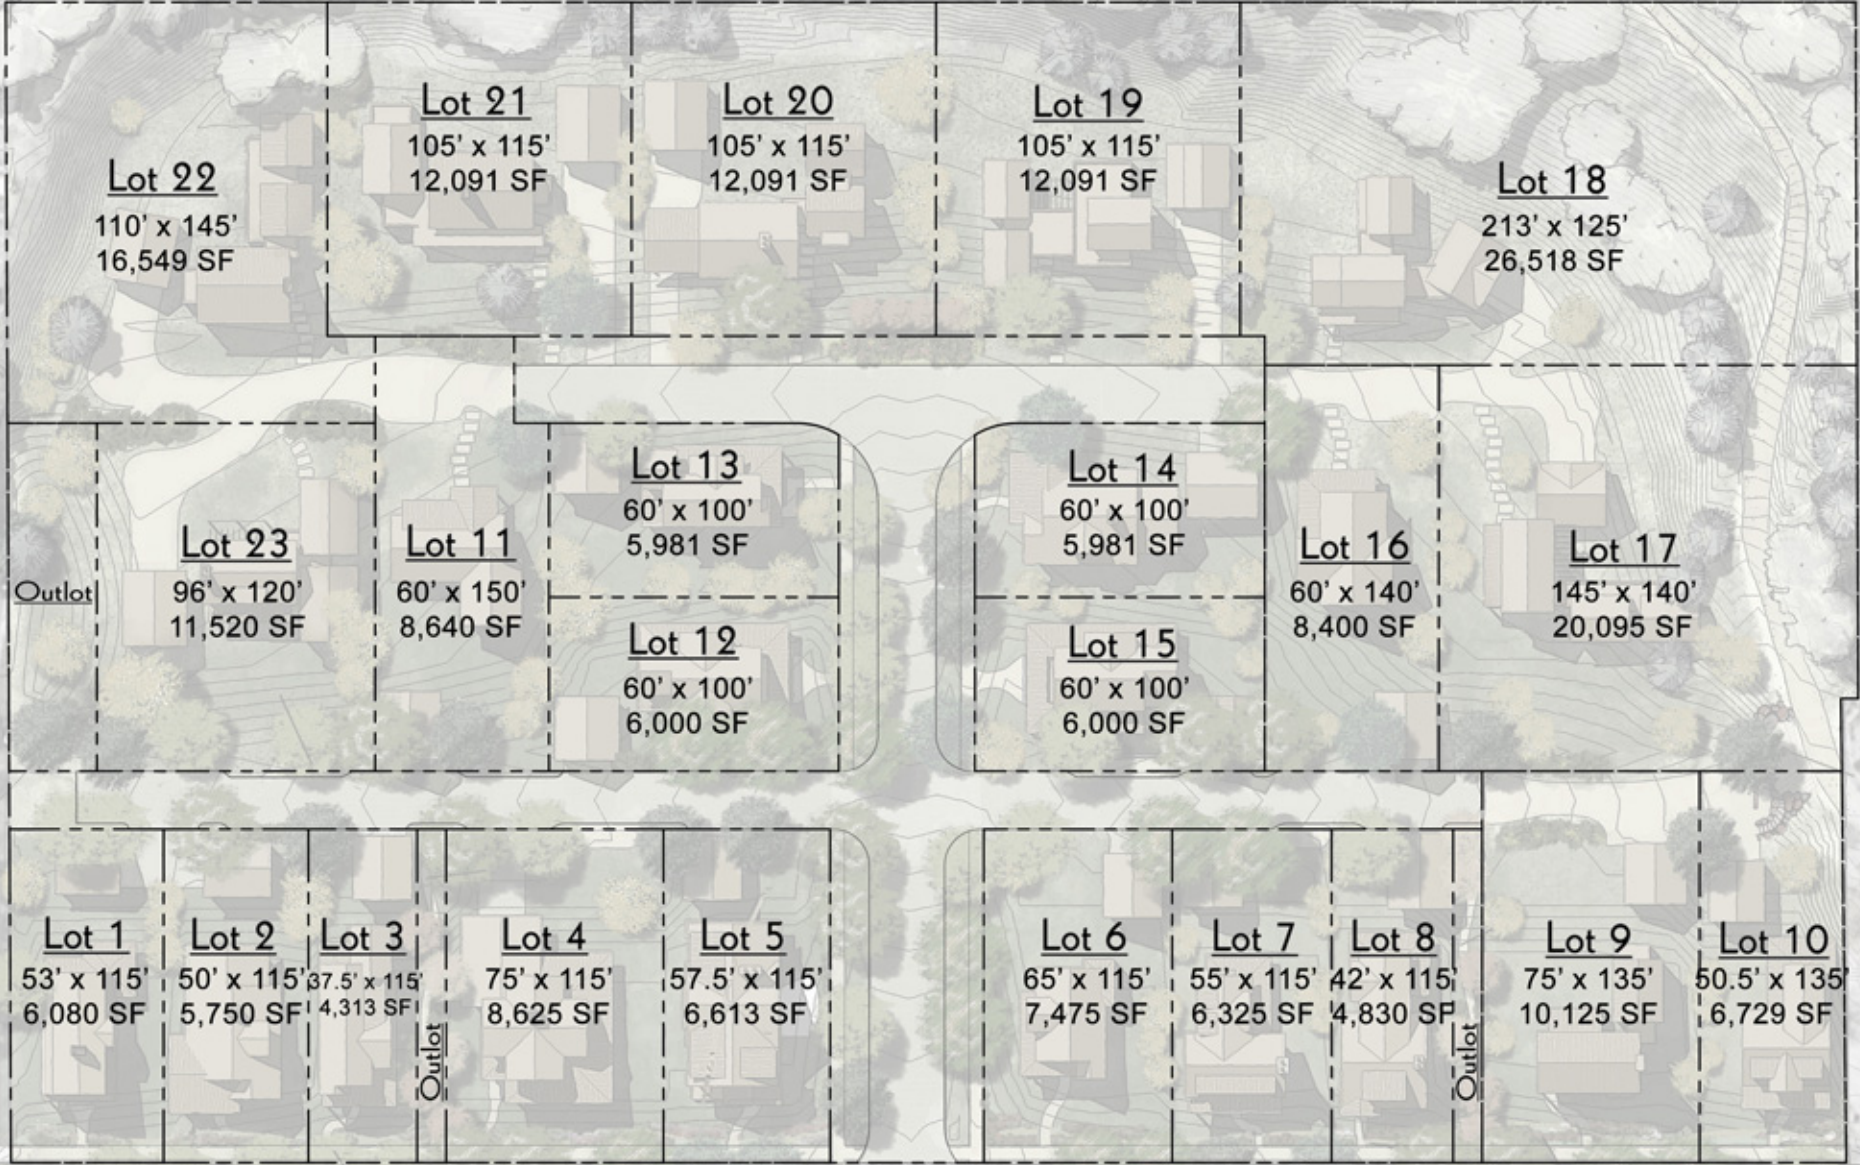 Lot 21
105' x 115'
12,091 SF
Lot 20
105' x 115'
12,091 SF
Lot 19
105' x 115'
12,091 SF
Lot 22
110' x 145'
16,549 SF
Lot 18
213' x 125'
26,518 SF
Lot 13
60' x 100'
5,981 SF
Lot 14
60' x 100'
5,981 SF
Outlot
Lot 23
96' x 120'
11,520 SF
Lot 11
60' x 150'
8,640 SF
Lot 16
60' x 140'
8,400 SF
Lot 17
145' x 140'
20,095 SF
Lot 12
60' x 100'
6,000 SF
Lot 15
60' x 100'
6,000 SF
Lot 1
53' x 115'
6,080 SF
Lot 2
50' x 115'
5,750 SF
Lot 3
37.5' x 115'
4,313 SF
Outlot
Lot 4
75' x 115'
8,625 SF
Lot 5
57.5' x 115'
6,613 SF
Lot 6
65' x 115'
7,475 SF
Lot 7
55' x 115'
6,325 SF
Lot 8
42' x 115'
4,830 SF
Outlot
Lot 9
75' x 135'
10,125 SF
Lot 10
50.5' x 135'
6,729 SF